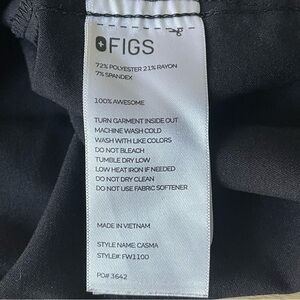 FIGS
72% POLYESTER 21% RAYON
7% SPANDEX
100% AWESOME
TURN GARMENT INSIDE OUT
MACHINE WASH COLD
WASH WITH LIKE COLORS
DO NOT BLEACH
TUMBLE DRY LOW
LOW HEAT IRON IF NEEDED
DO NOT DRY CLEAN
DO NOT USE FABRIC SOFTENER
MADE IN VIETNAM
STYLE NAME: CASMA
STYLE#: FW1100
PO# 3642